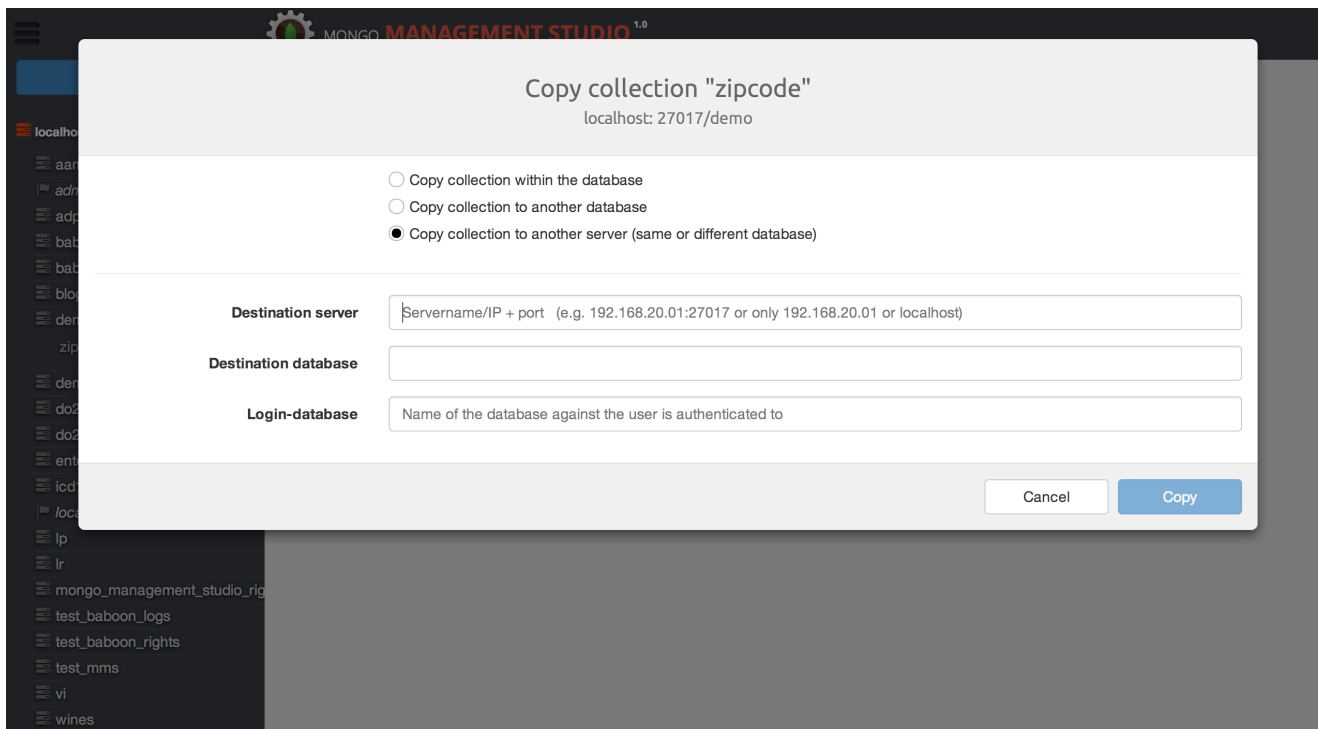 MONGO MANAGEMENT STUDIO 1.0
Copy collection "zipcode"
localhost: 27017/demo
Copy collection within the database
Copy collection to another database
Copy collection to another server (same or different database)
Destination server
Servername/IP + port (e.g. 192.168.20.01:27017 or only 192.168.20.01 or localhost)
Destination database
Login-database
Name of the database against the user is authenticated to
Cancel
Copy
lp
lr
mongo_management_studio_rig
test_baboon_logs
test_baboon_rights
test_mms
vi
wines